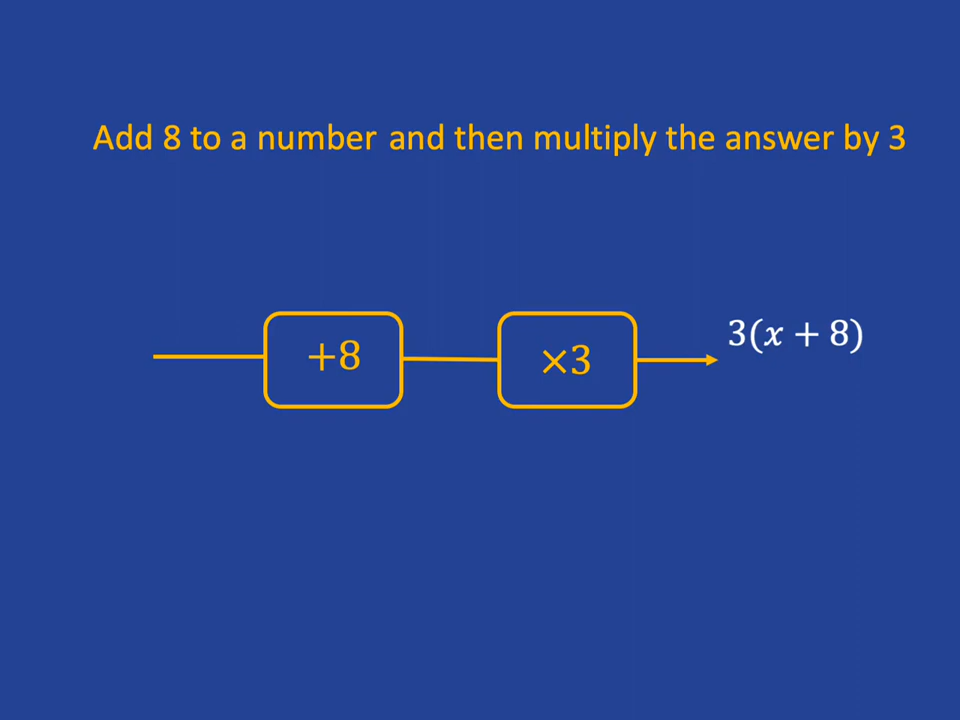 Add 8 to a number and then multiply the answer by 3
+8
×3
3(x + 8)